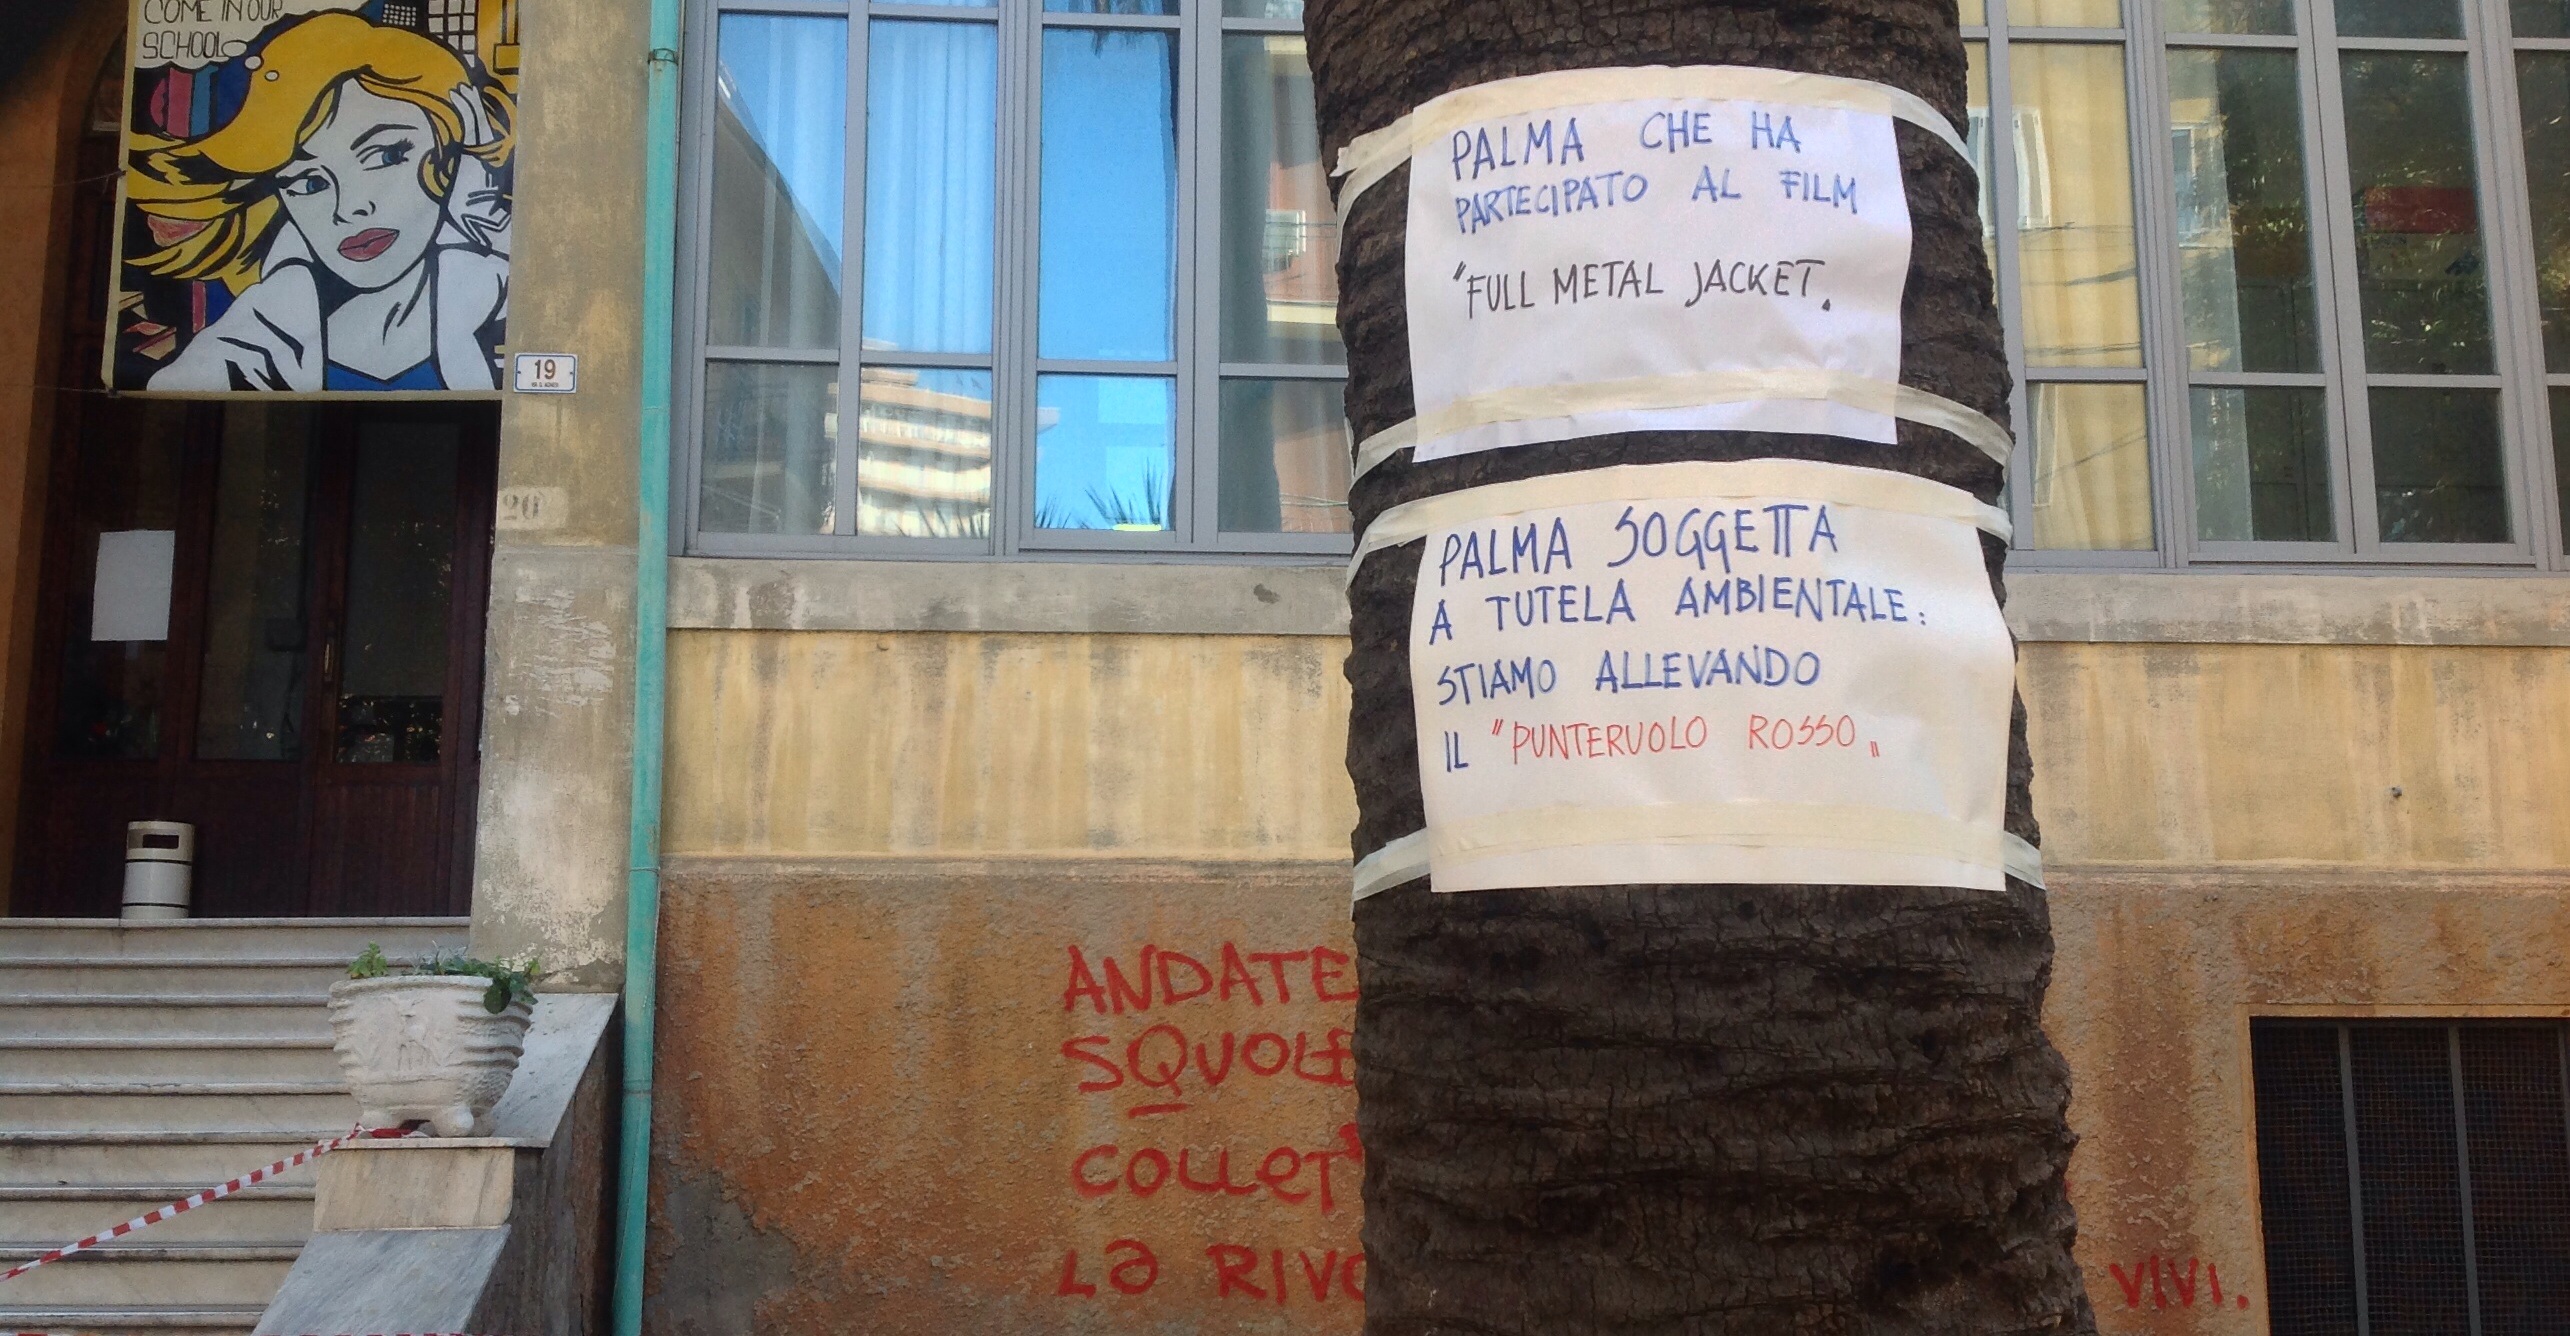 COME IN OUR
SCHOOL
19
20
PALMA CHE HA
PARTECIPATO AL FILM
"FULL METAL JACKET.
PALMA SOGGETTA
A TUTELA AMBIENTALE:
STIAMO ALLEVANDO
IL "PUNTERUOLO ROSSO"
ANDATE
SQUOLE
COLLET
LA RIVO VIVI.